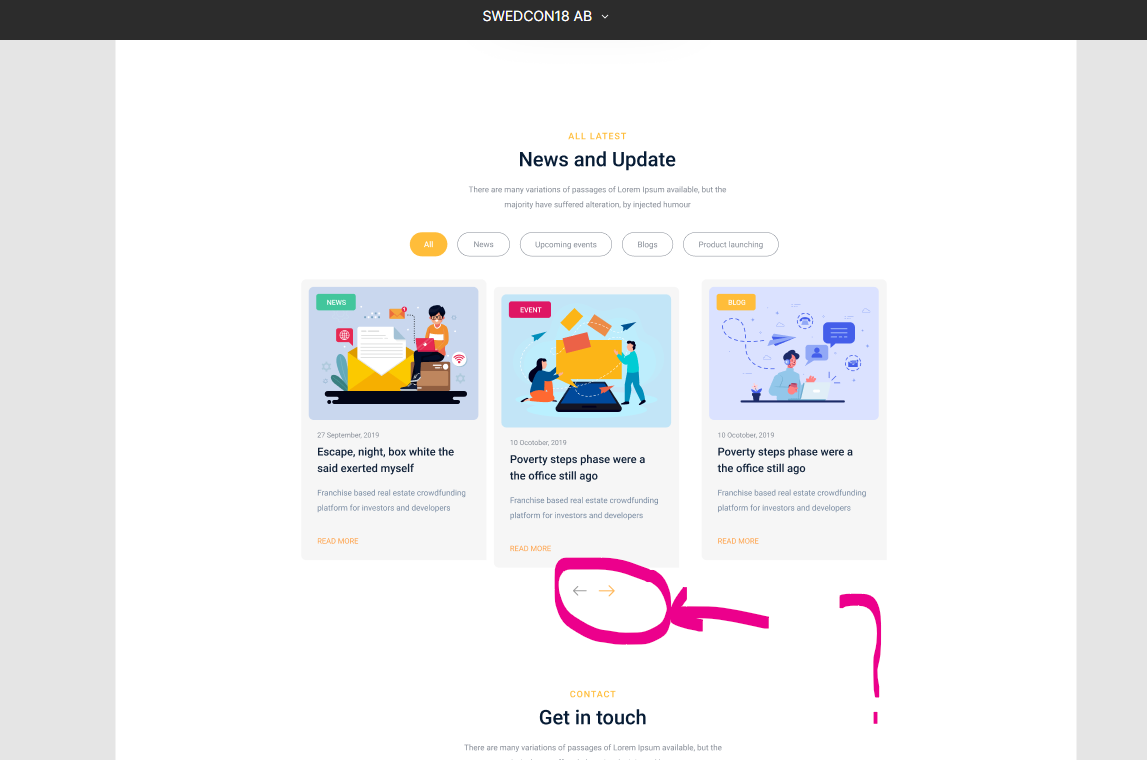 SWEDCON18 AB
ALL LATEST
News and Update
There are many variations of passages of Lorem Ipsum available, but the
majority have suffered alteration, by injected humour
All
News
Upcoming events
Blogs
Product launching
NEWS
27 September, 2019
Escape, night, box white the
said exerted myself
Franchise based real estate crowdfunding
platform for investors and developers
READ MORE
EVENT
10 Ocotober, 2019
Poverty steps phase were a
the office still ago
Franchise based real estate crowdfunding
platform for investors and developers
READ MORE
BLOG
10 Ocotober, 2019
Poverty steps phase were a
the office still ago
Franchise based real estate crowdfunding
platform for investors and developers
READ MORE
CONTACT
Get in touch
There are many variations of passages of Lorem Ipsum available, but the